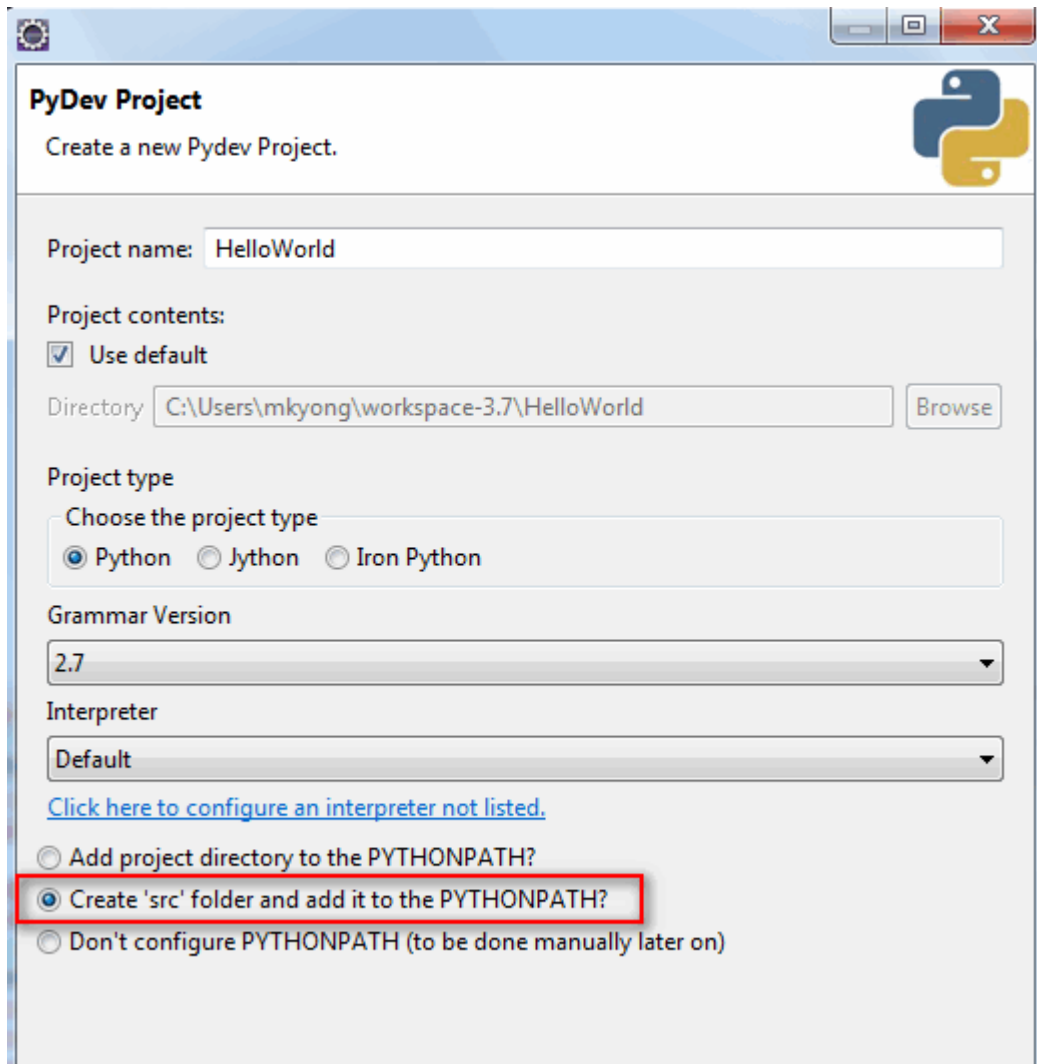 PyDev Project
Create a new Pydev Project.
Project name: HelloWorld
Project contents:
Use default
Directory C:\Users\mkyong\workspace-3.7\HelloWorld Browse
Project type
Choose the project type
Python Jython Iron Python
Grammar Version
2.7
Interpreter
Default
Click here to configure an interpreter not listed.
Add project directory to the PYTHONPATH?
Create 'src' folder and add it to the PYTHONPATH?
Don't configure PYTHONPATH (to be done manually later on)